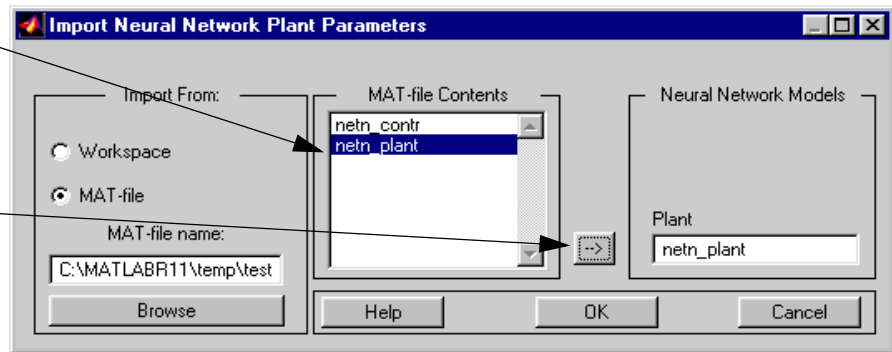 Import Neural Network Plant Parameters
Import From:
Workspace
MAT-file
MAT-file name:
C:\MATLABR11\temp\test
Browse
MAT-file Contents
netn_contr
netn_plant
-->
Neural Network Models
Plant
netn_plant
Help
OK
Cancel